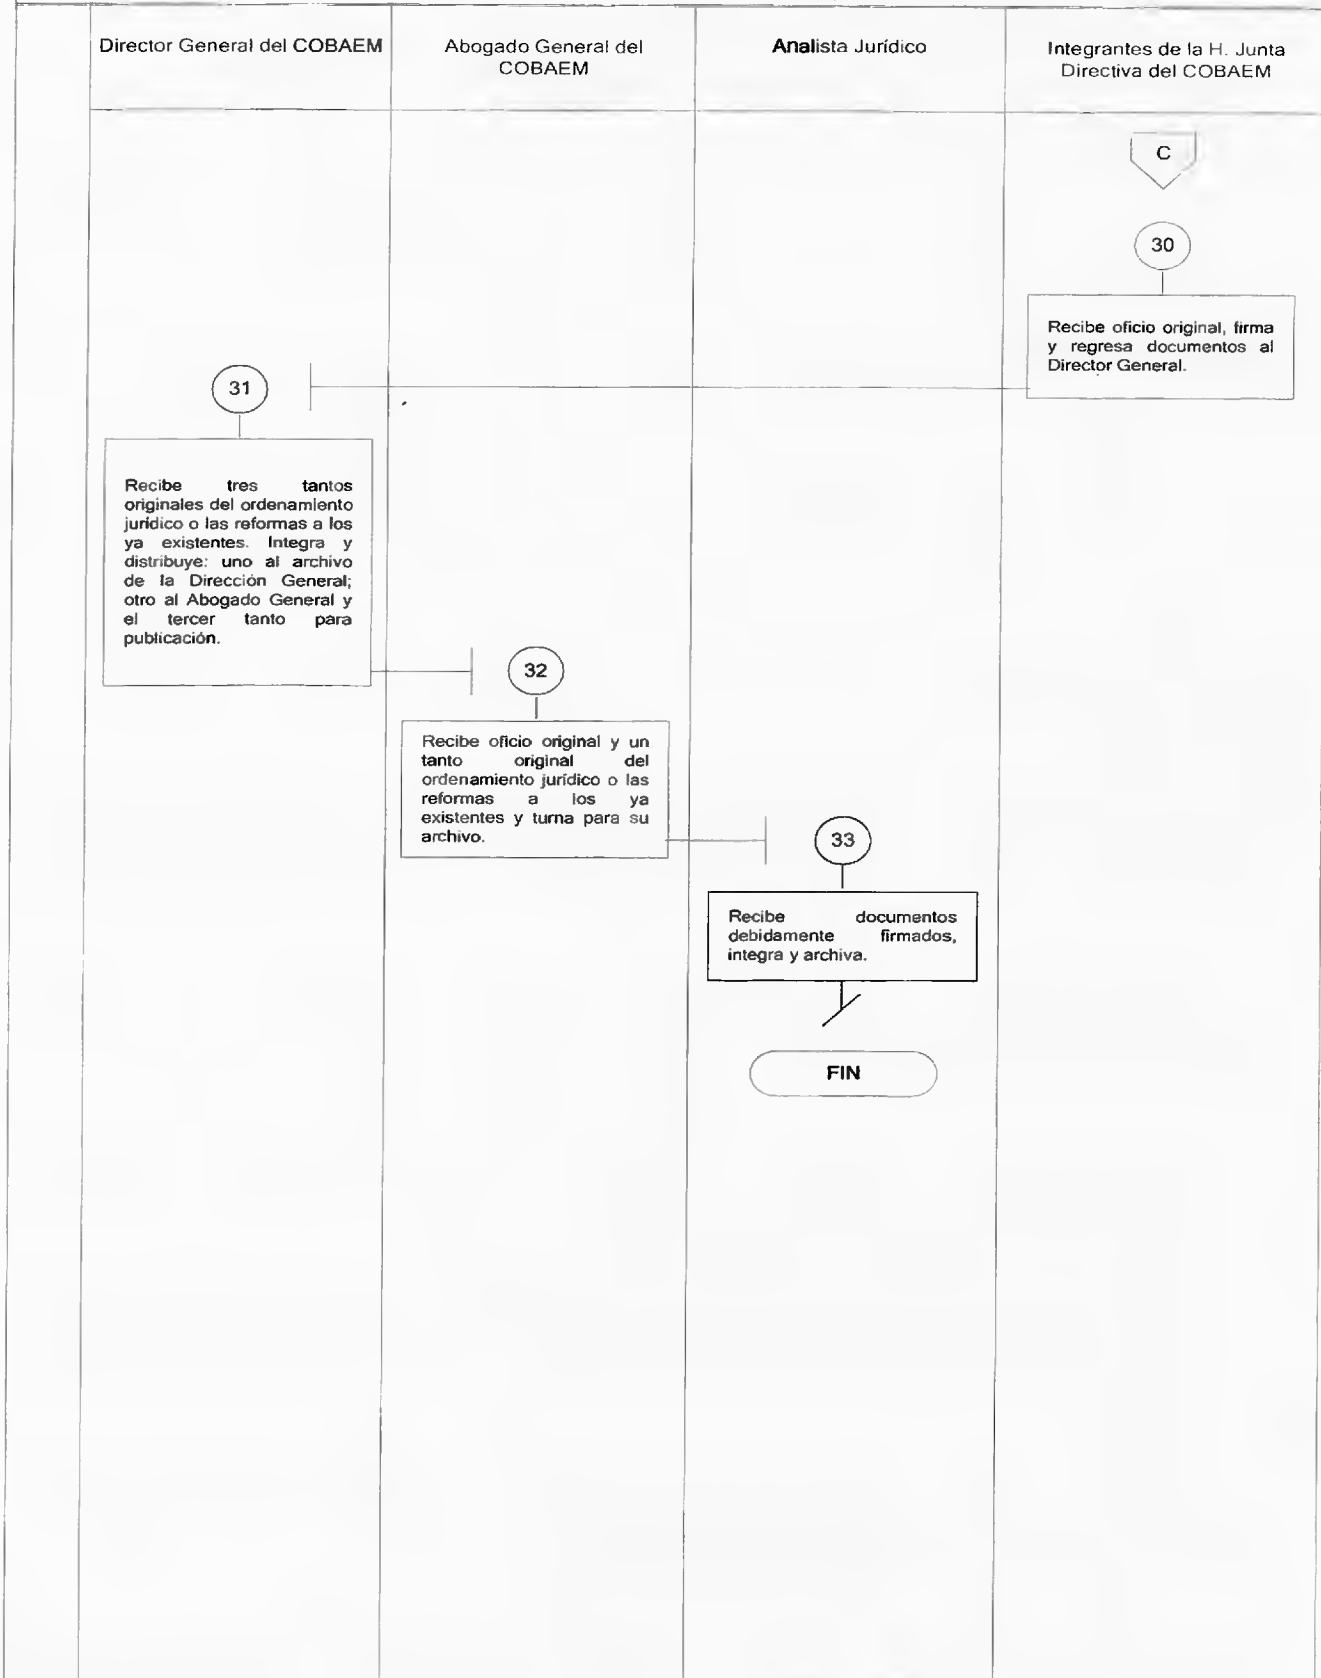 Director General del COBAEM
Abogado General del
COBAEM
Analista Jurídico
Integrantes de la H. Junta
Directiva del COBAEM
C
30
Recibe oficio original, firma
y regresa documentos al
Director General.
31
Recibe tres tantos
originales del ordenamiento
jurídico o las reformas a los
ya existentes. Integra y
distribuye: uno al archivo
de la Dirección General;
otro al Abogado General y
el tercer tanto para
publicación.
32
Recibe oficio original y un
tanto original del
ordenamiento jurídico o las
reformas a los ya
existentes y turna para su
archivo.
33
Recibe documentos
debidamente firmados,
integra y archiva.
FIN